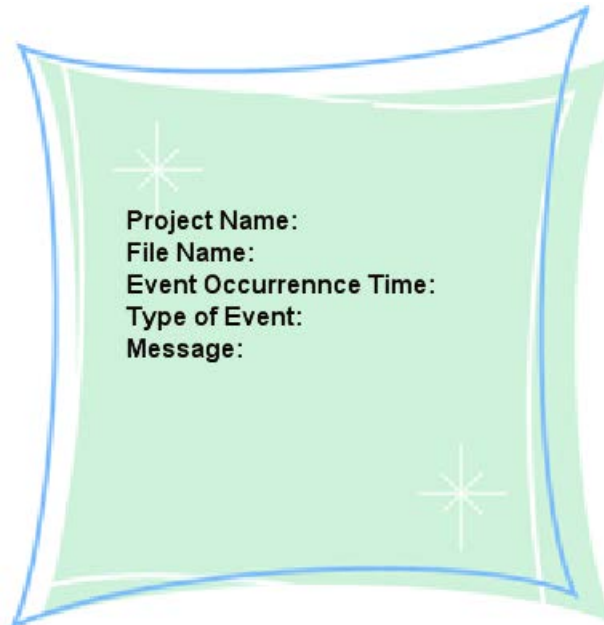 Project Name:
File Name:
Event Occurrennce Time:
Type of Event:
Message: